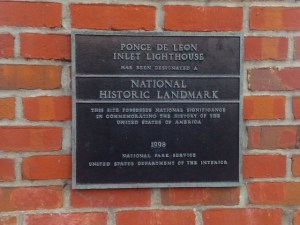 PONCE DE LEON
INLET LIGHTHOUSE
HAS BEEN DESIGNATED A
NATIONAL
HISTORIC LANDMARK
THIS SITE POSSESSES NATIONAL SIGNIFICANCE
IN COMMEMORATING THE HISTORY OF THE
UNITED STATES OF AMERICA
1998
NATIONAL PARK SERVICE
UNITED STATES DEPARTMENT OF THE INTERIOR